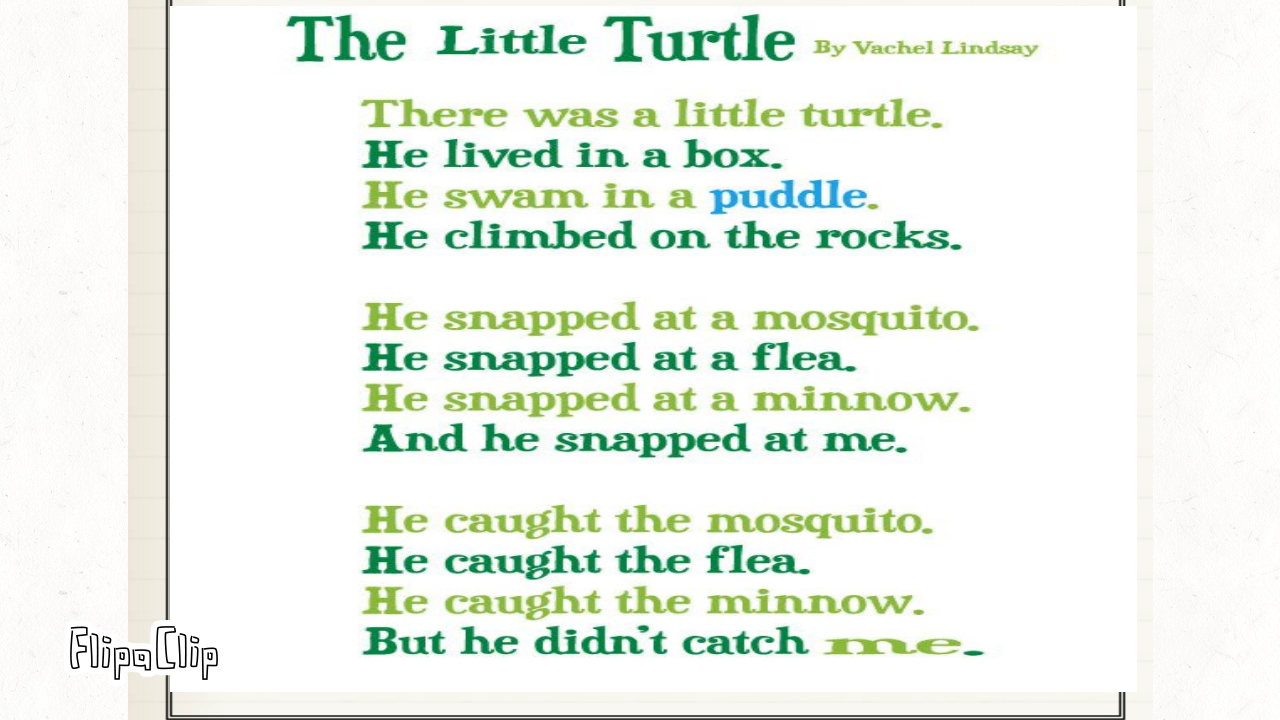 The Little Turtle By Vachel Lindsay
There was a little turtle.
He lived in a box.
He swam in a puddle.
He climbed on the rocks.
He snapped at a mosquito.
He snapped at a flea.
He snapped at a minnow.
And he snapped at me.
He caught the mosquito.
He caught the flea.
He caught the minnow.
But he didn't catch me.
FlipaClip